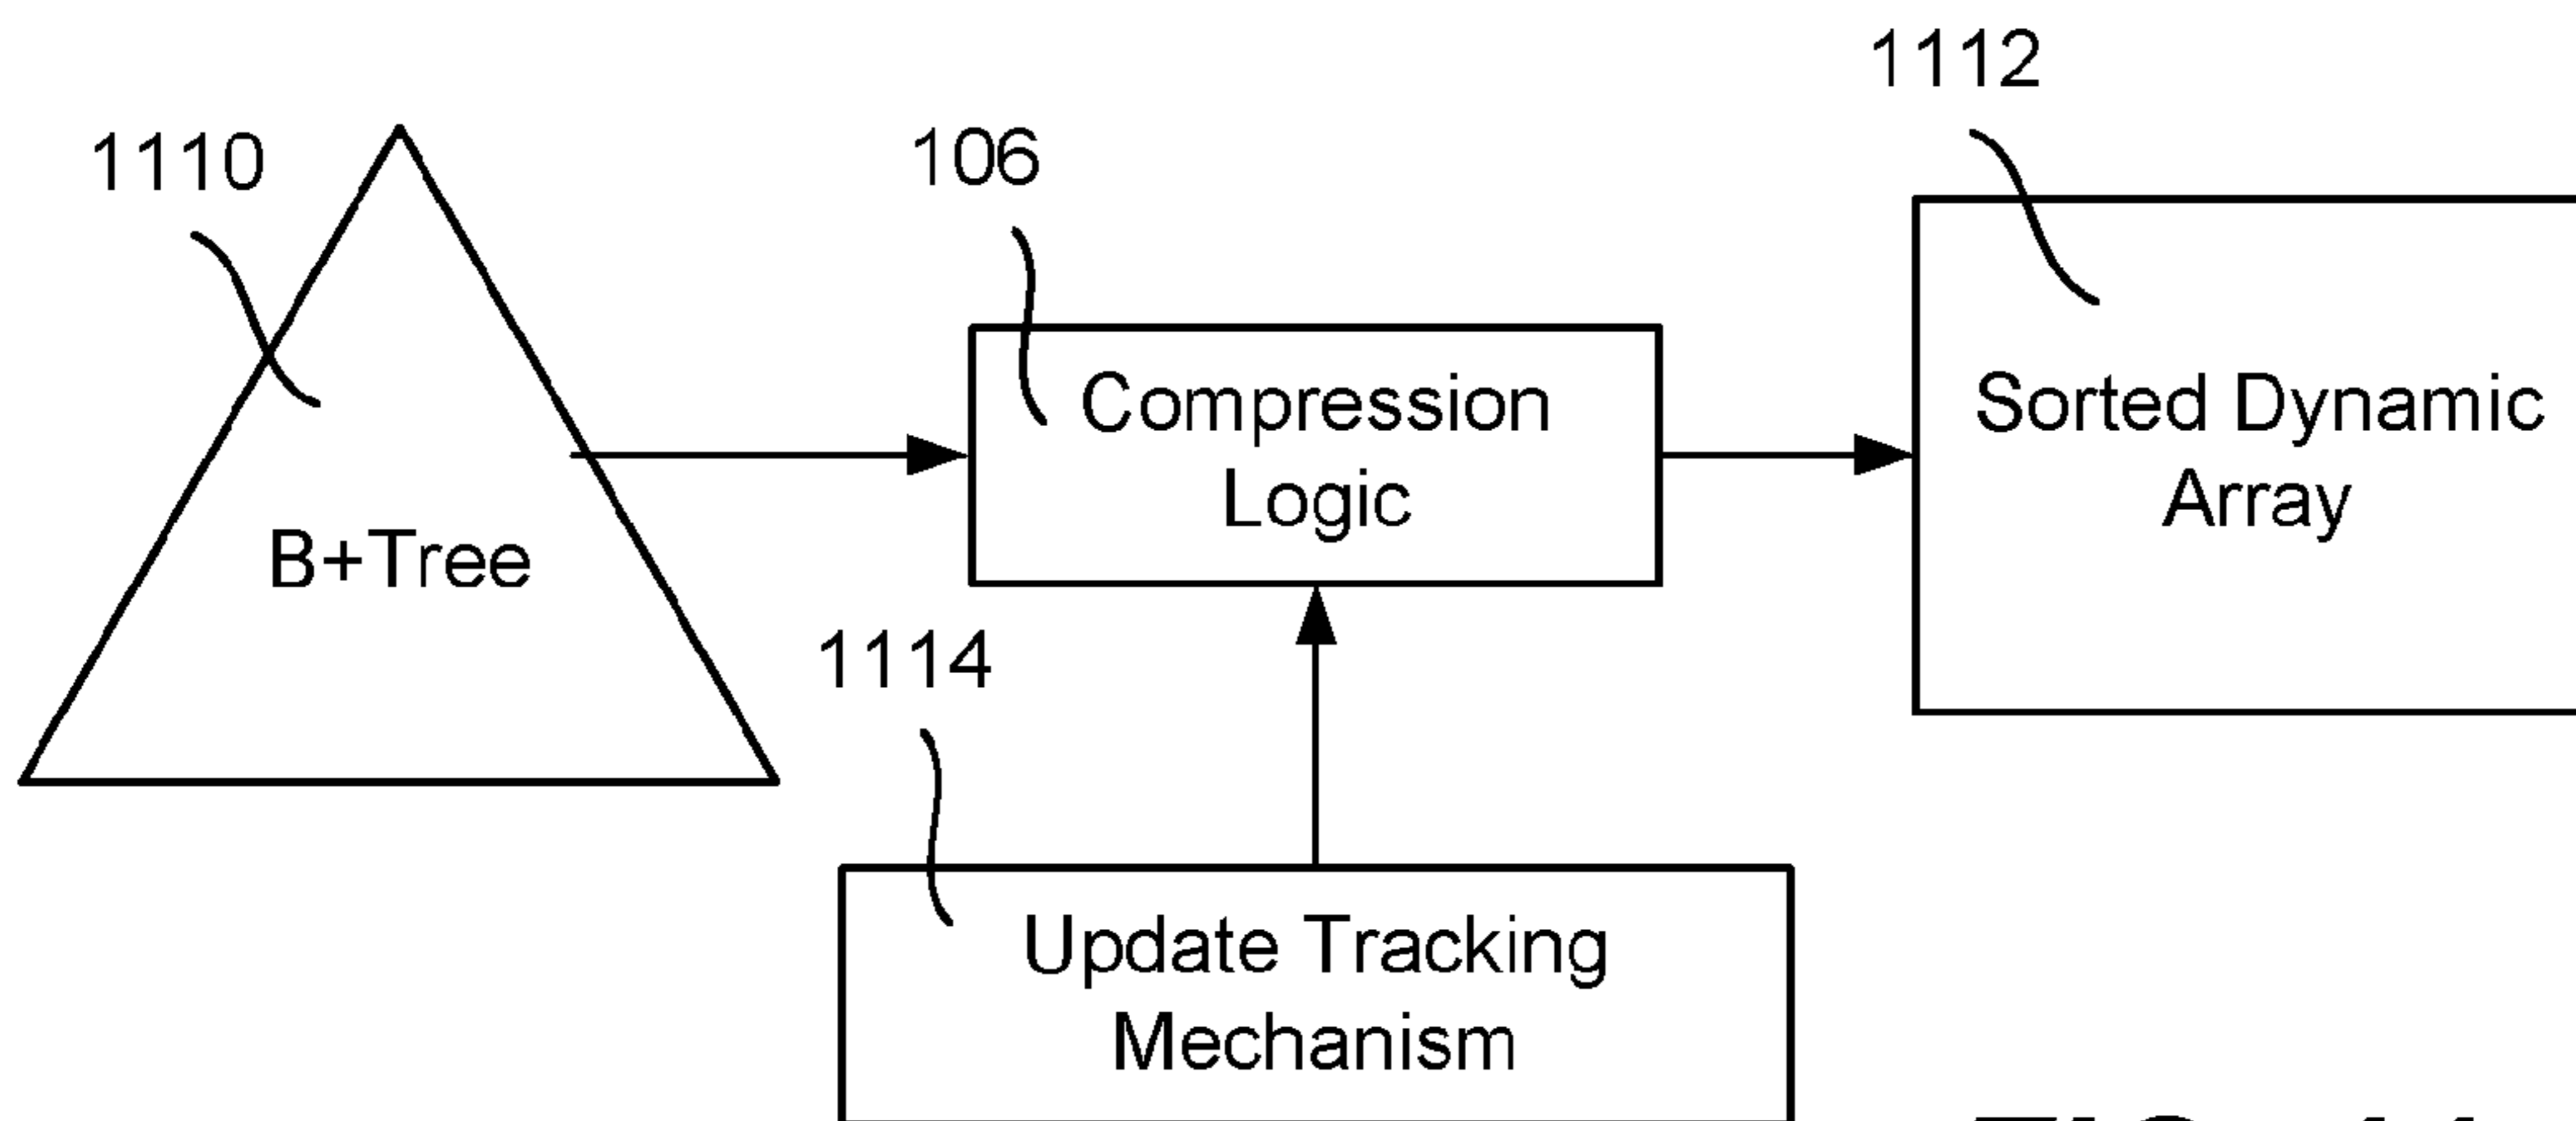 1112
1110
106
Compression
Logic
Sorted Dynamic
Array
B+Tree
1114
Update Tracking
Mechanism